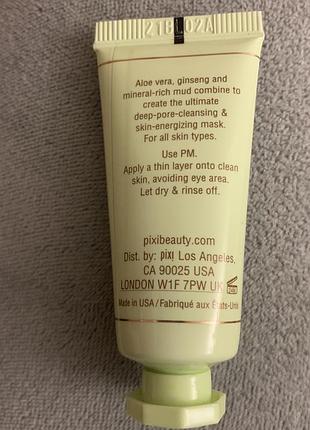 2T8L02A
Aloe vera, ginseng and
mineral-rich mud combine to
create the ultimate
deep-pore-cleansing &
skin-energizing mask.
For all skin types.
Use PM.
Apply a thin layer onto clean
skin, avoiding eye area.
Let dry & rinse off.
pixibeauty.com
Dist. by: pixi Los Angeles,
CA 90025 USA
LONDON W1F 7PW UK
Made in USA / Fabriqué aux États-Unis